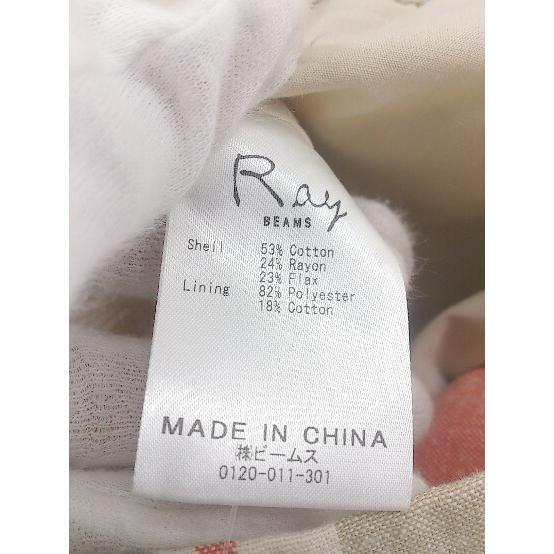 Ray
BEAMS
Shell 53% Cotton
24% Rayon
23% Flax
Lining 82% Polyester
18% Cotton
MADE IN CHINA
㈱ビームス
0120-011-301